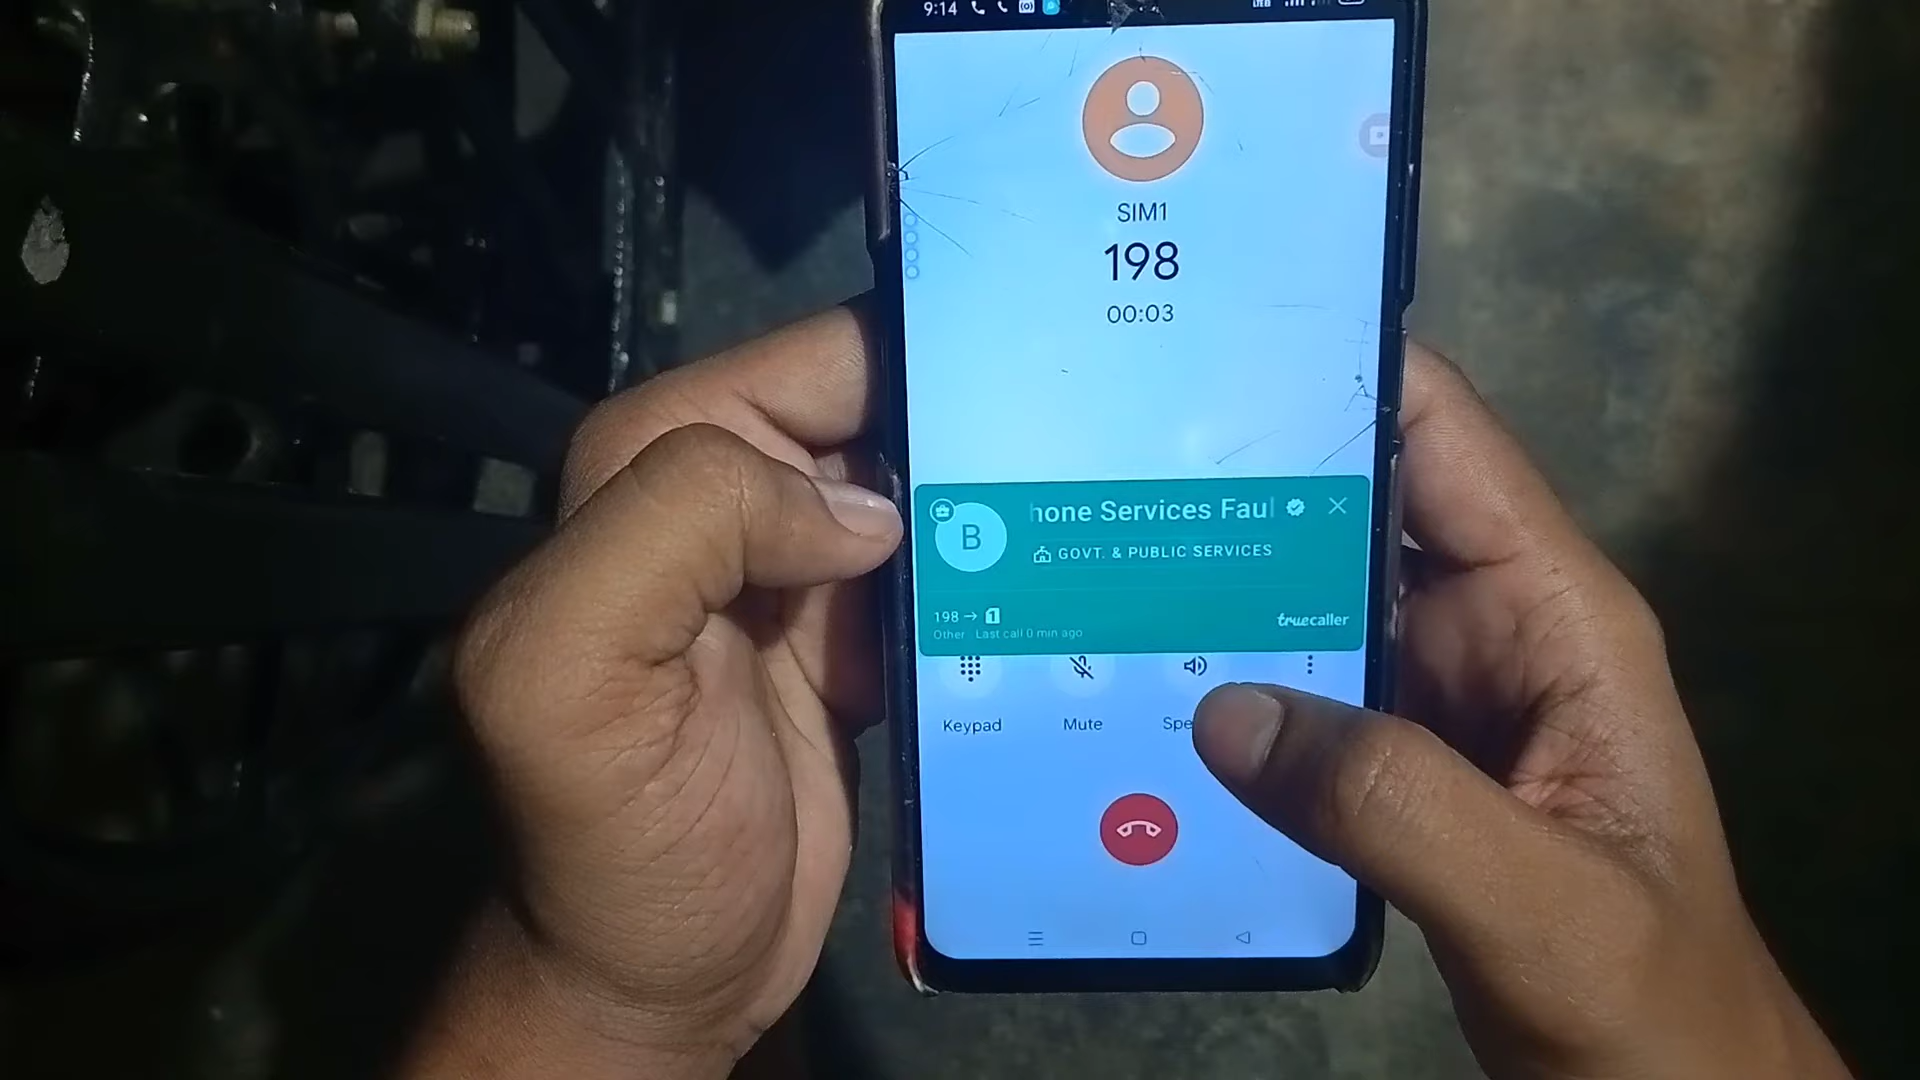 9:14
SIM1
198
00:03
B
hone Services Faul
GOVT. & PUBLIC SERVICES
198 → 1
truecaller
Other Last call 0 min ago
Keypad
Mute
Spe